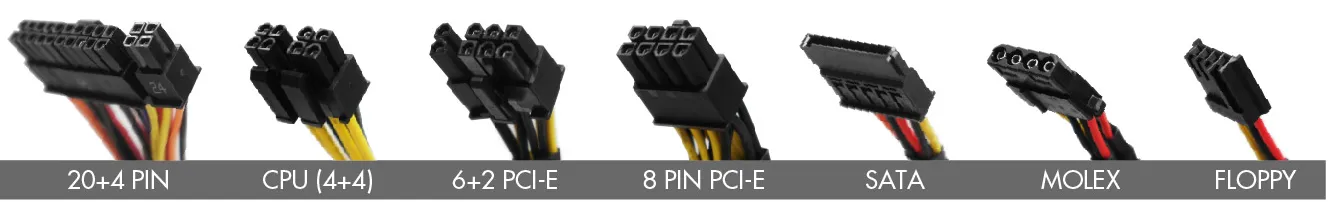 24
20+4 PIN
CPU (4+4)
6+2 PCI-E
8 PIN PCI-E
SATA
MOLEX
FLOPPY